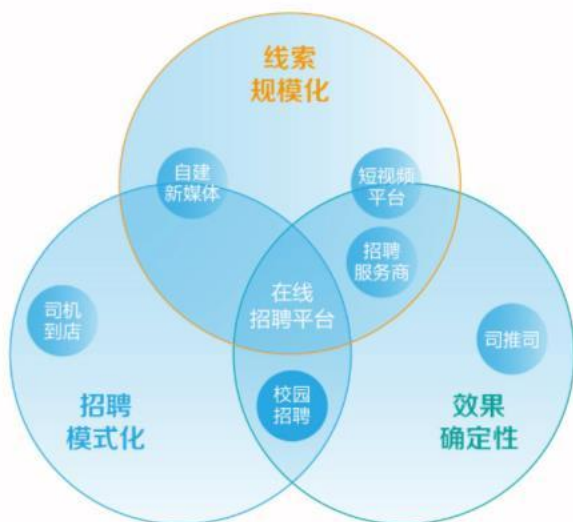 线索
规模化
自建
新媒体
短视频
平台
招聘
服务商
在线
招聘平台
司机
到店
司推司
校园
招聘
招聘
模式化
效果
确定性